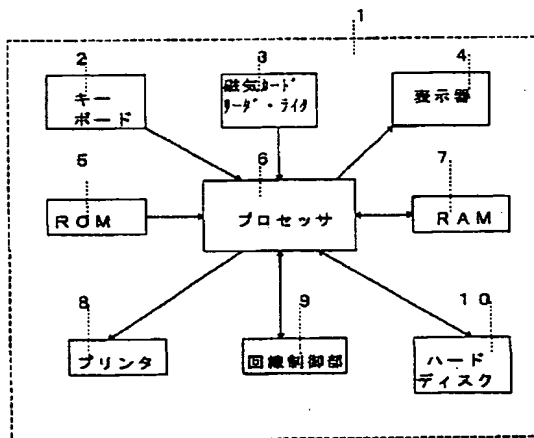 1
2
3
4
キー
ボード
磁気カード
リーダ・ライタ
表示器
5
6
7
ROM
プロセッサ
RAM
8
9
10
プリンタ
回線制御部
ハード
ディスク